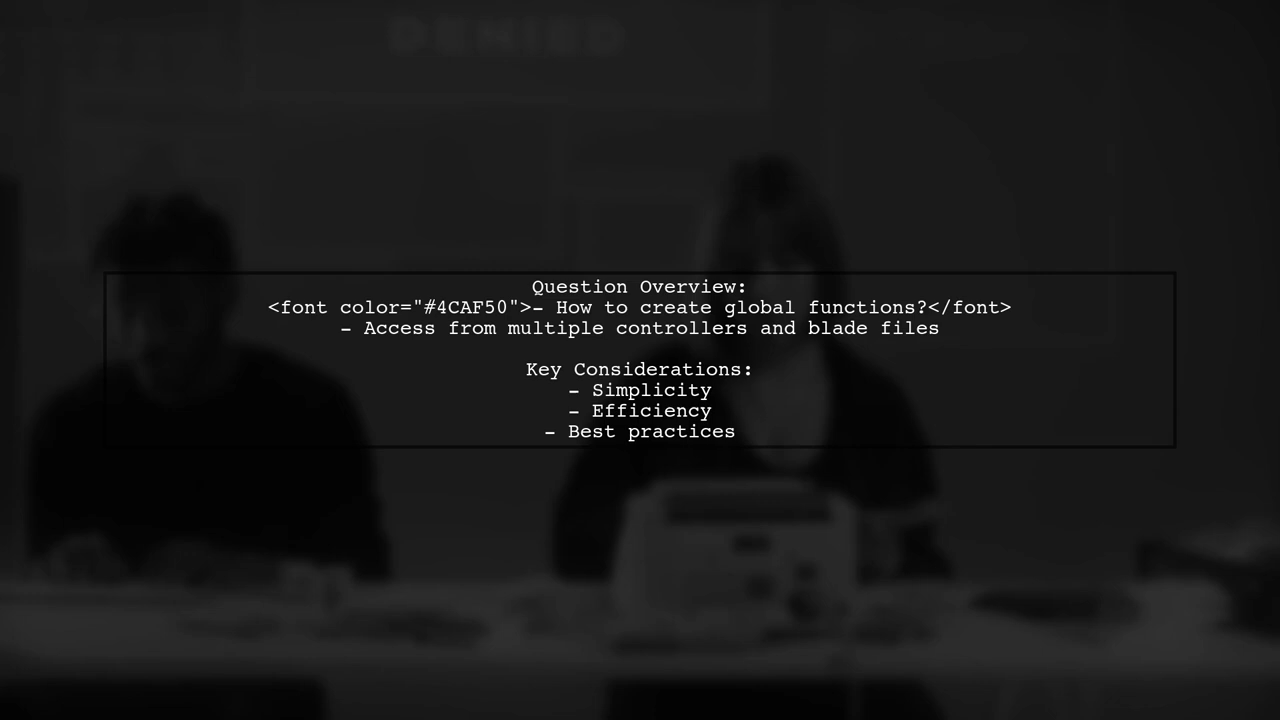 DENIED
Question Overview:
<font color="#4CAF50">- How to create global functions?</font>
- Access from multiple controllers and blade files
Key Considerations:
- Simplicity
- Efficiency
- Best practices